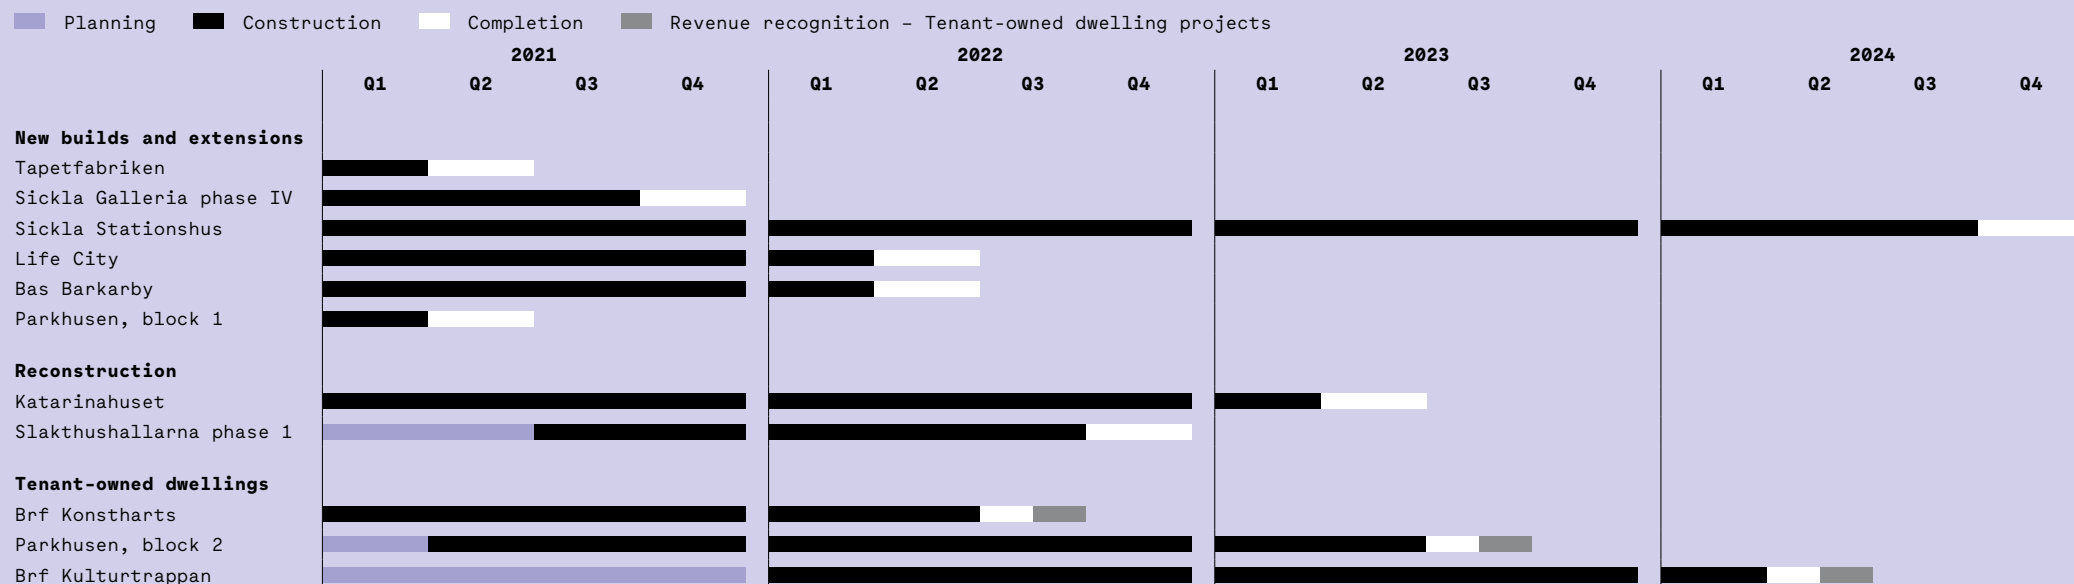 Planning Construction Completion Revenue recognition – Tenant-owned dwelling projects
2021 2022 2023 2024
Q1 Q2 Q3 Q4 Q1 Q2 Q3 Q4 Q1 Q2 Q3 Q4 Q1 Q2 Q3 Q4
New builds and extensions
Tapetfabriken
Sickla Galleria phase IV
Sickla Stationshus
Life City
Bas Barkarby
Parkhusen, block 1
Reconstruction
Katarinahuset
Slakthushallarna phase 1
Tenant-owned dwellings
Brf Konstharts
Parkhusen, block 2
Brf Kulturtrappan